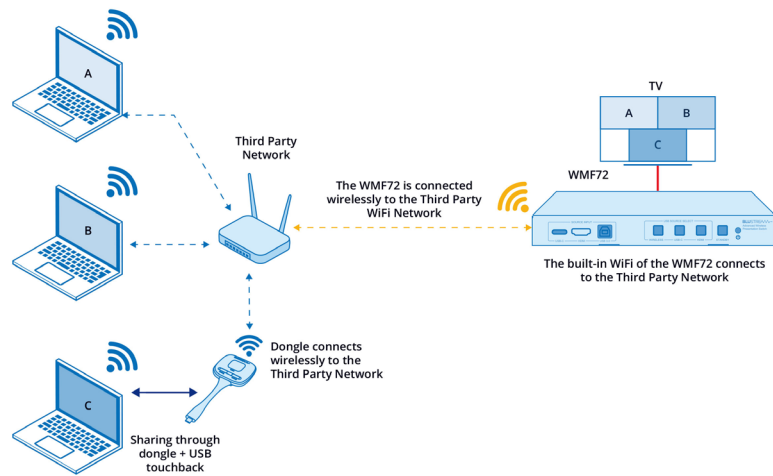 A
Third Party
Network
TV
A
B
C
WMF72
The WMF72 is connected
wirelessly to the Third Party
WiFi Network
B
The built-in WiFi of the WMF72 connects
to the Third Party Network
Dongle connects
wirelessly to the
Third Party Network
C
Sharing through
dongle + USB
touchback